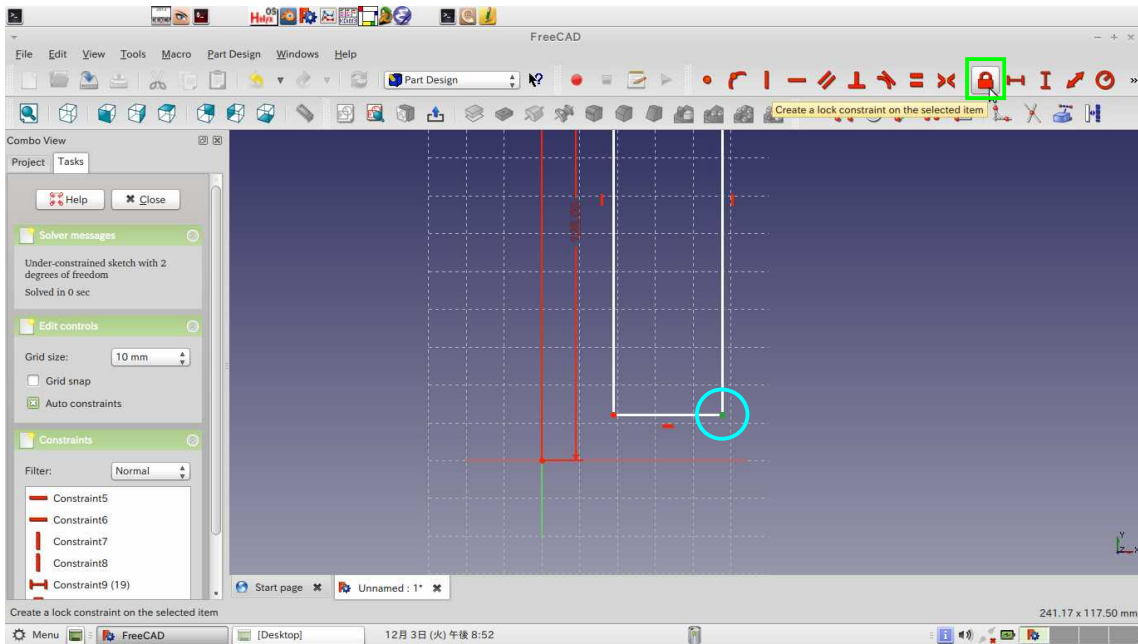 FreeCAD
File Edit View Tools Macro Part Design Windows Help
Part Design
Create a lock constraint on the selected item
Combo View
Project Tasks
Help Close
Solver messages
Under-constrained sketch with 2
degrees of freedom
Solved in 0 sec
Edit controls
Grid size: 10 mm
Grid snap
Auto constraints
Constraints
Filter: Normal
Constraint5
Constraint6
Constraint7
Constraint8
Constraint9 (19)
Y
Z X
Start page Unnamed : 1*
Create a lock constraint on the selected item 241.17 x 117.50 mm
Menu FreeCAD [Desktop] 12月 3日 (火) 午後 8:52